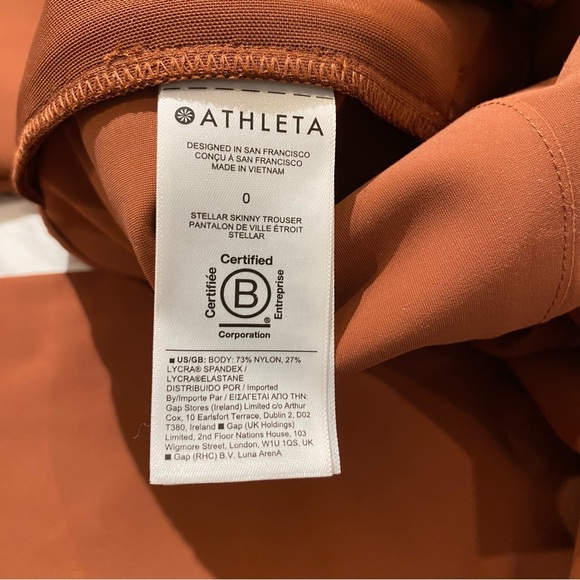 ATHLETA
DESIGNED IN SAN FRANCISCO
CONÇU À SAN FRANCISCO
MADE IN VIETNAM
0
STELLAR SKINNY TROUSER
PANTALON DE VILLE ÉTROIT
STELLAR
Certified
Certifiée
B
Entreprise
®
Corporation
■ US/GB: BODY: 73% NYLON, 27%
LYCRA® SPANDEX /
LYCRA®ELASTANE
DISTRIBUIDO POR / Imported
By/Importe Par / ΕΙΣΑΓΕΤΑΙ ΑΠΟ ΤΗΝ:
Gap Stores (Ireland) Limited c/o Arthur
Cox, 10 Earlsfort Terrace, Dublin 2, D02
T380, Ireland ■ Gap (UK Holdings)
Limited, 2nd Floor Nations House, 103
Wigmore Street, London, W1U 1QS, UK
■ Gap (RHC) B.V. Luna ArenA